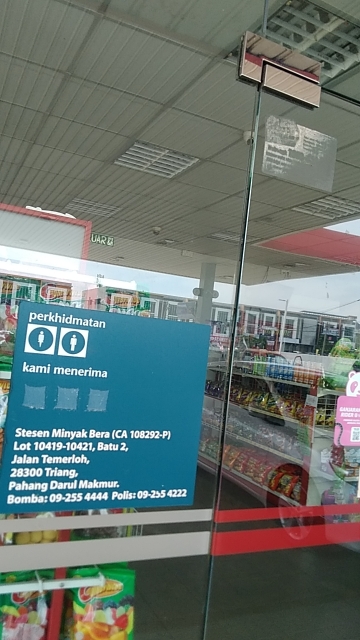 UAR
perkhidmatan
kami menerima
Stesen Minyak Bera (CA 108292-P)
Lot 10419-10421, Batu 2,
Jalan Temerloh,
28300 Triang,
Pahang Darul Makmur.
Bomba: 09-255 4444 Polis: 09-255 4222